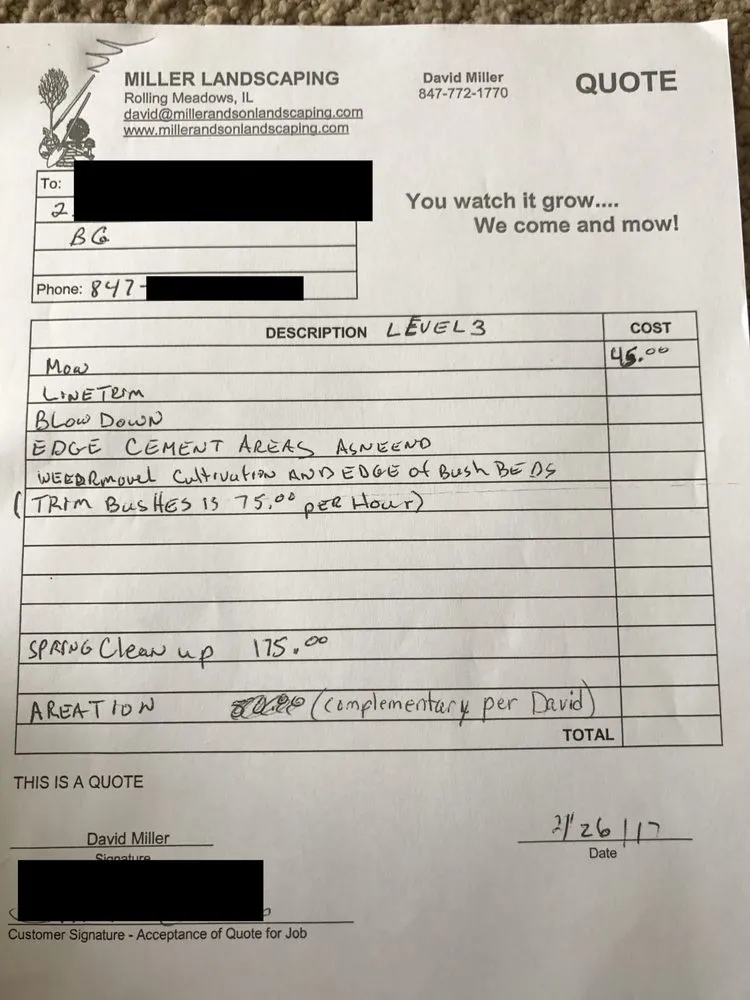 MILLER LANDSCAPING
Rolling Meadows, IL
david@millerandsonlandscaping.com
www.millerandsonlandscaping.com
David Miller
847-772-1770
QUOTE
To:
2
BG
Phone: 847-
You watch it grow....
We come and mow!
DESCRIPTION LEVEL 3
COST
Mow 45.00
LINE TRIM
BLOW DOWN
EDGE CEMENT AREAS ASNEEND
WEEDRmovel Cultivation AND EDGE of Bush BEDS
(TRIM BUSHES IS 75.00 PER Hour)
SPRING Clean up 175.00
AREATION (complementary per David)
TOTAL
THIS IS A QUOTE
David Miller
Signature
2/26/17
Date
Customer Signature - Acceptance of Quote for Job